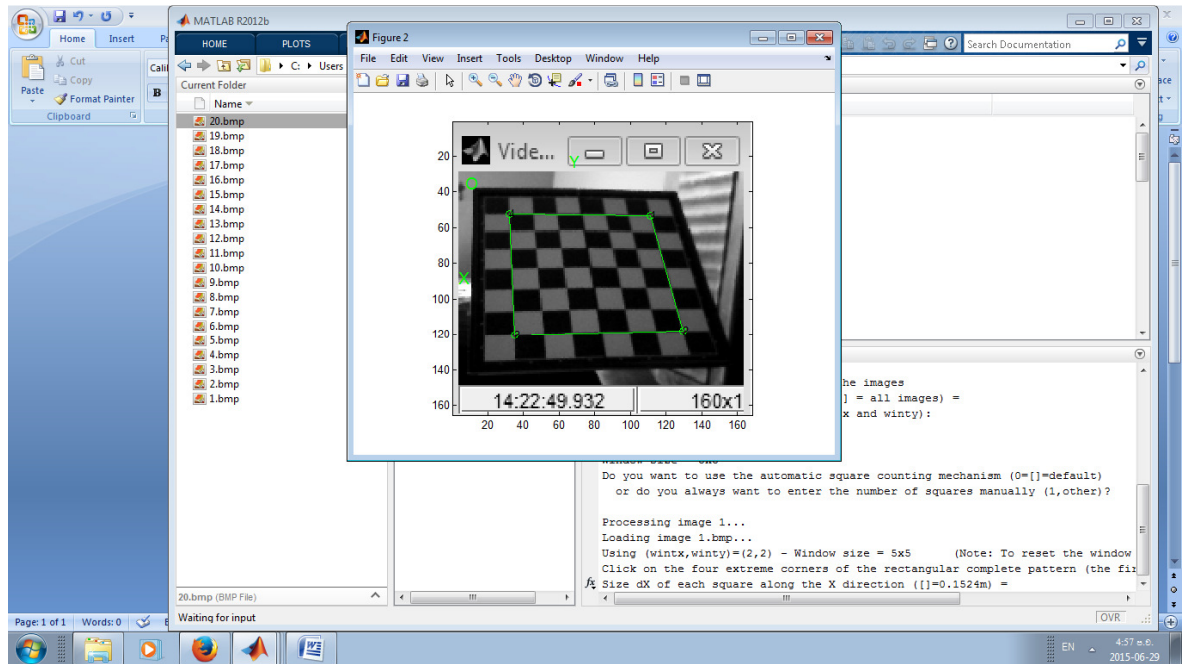 MATLAB R2012b
Home Insert
Cut
Copy
Paste
Format Painter
Clipboard
B
HOME PLOTS
Search Documentation
C: Users
Current Folder
Name
20.bmp
19.bmp
18.bmp
17.bmp
16.bmp
15.bmp
14.bmp
13.bmp
12.bmp
11.bmp
10.bmp
9.bmp
8.bmp
7.bmp
6.bmp
5.bmp
4.bmp
3.bmp
2.bmp
1.bmp
20.bmp (BMP File)
Waiting for input
Figure 2
File Edit View Insert Tools Desktop Window Help
Vide...
Y
O
X
14:22:49.932 160x1
20
40
60
80
100
120
140
160
20 40 60 80 100 120 140 160
he images
] = all images) =
x and winty):
Do you want to use the automatic square counting mechanism (0=[]=default)
or do you always want to enter the number of squares manually (1,other)?
Processing image 1...
Loading image 1.bmp...
Using (wintx,winty)=(2,2) - Window size = 5x5 (Note: To reset the window
Click on the four extreme corners of the rectangular complete pattern (the fir
fx Size dX of each square along the X direction ([]=0.1524m) =
OVR
Page: 1 of 1 Words: 0
EN
4:57
2015-06-29